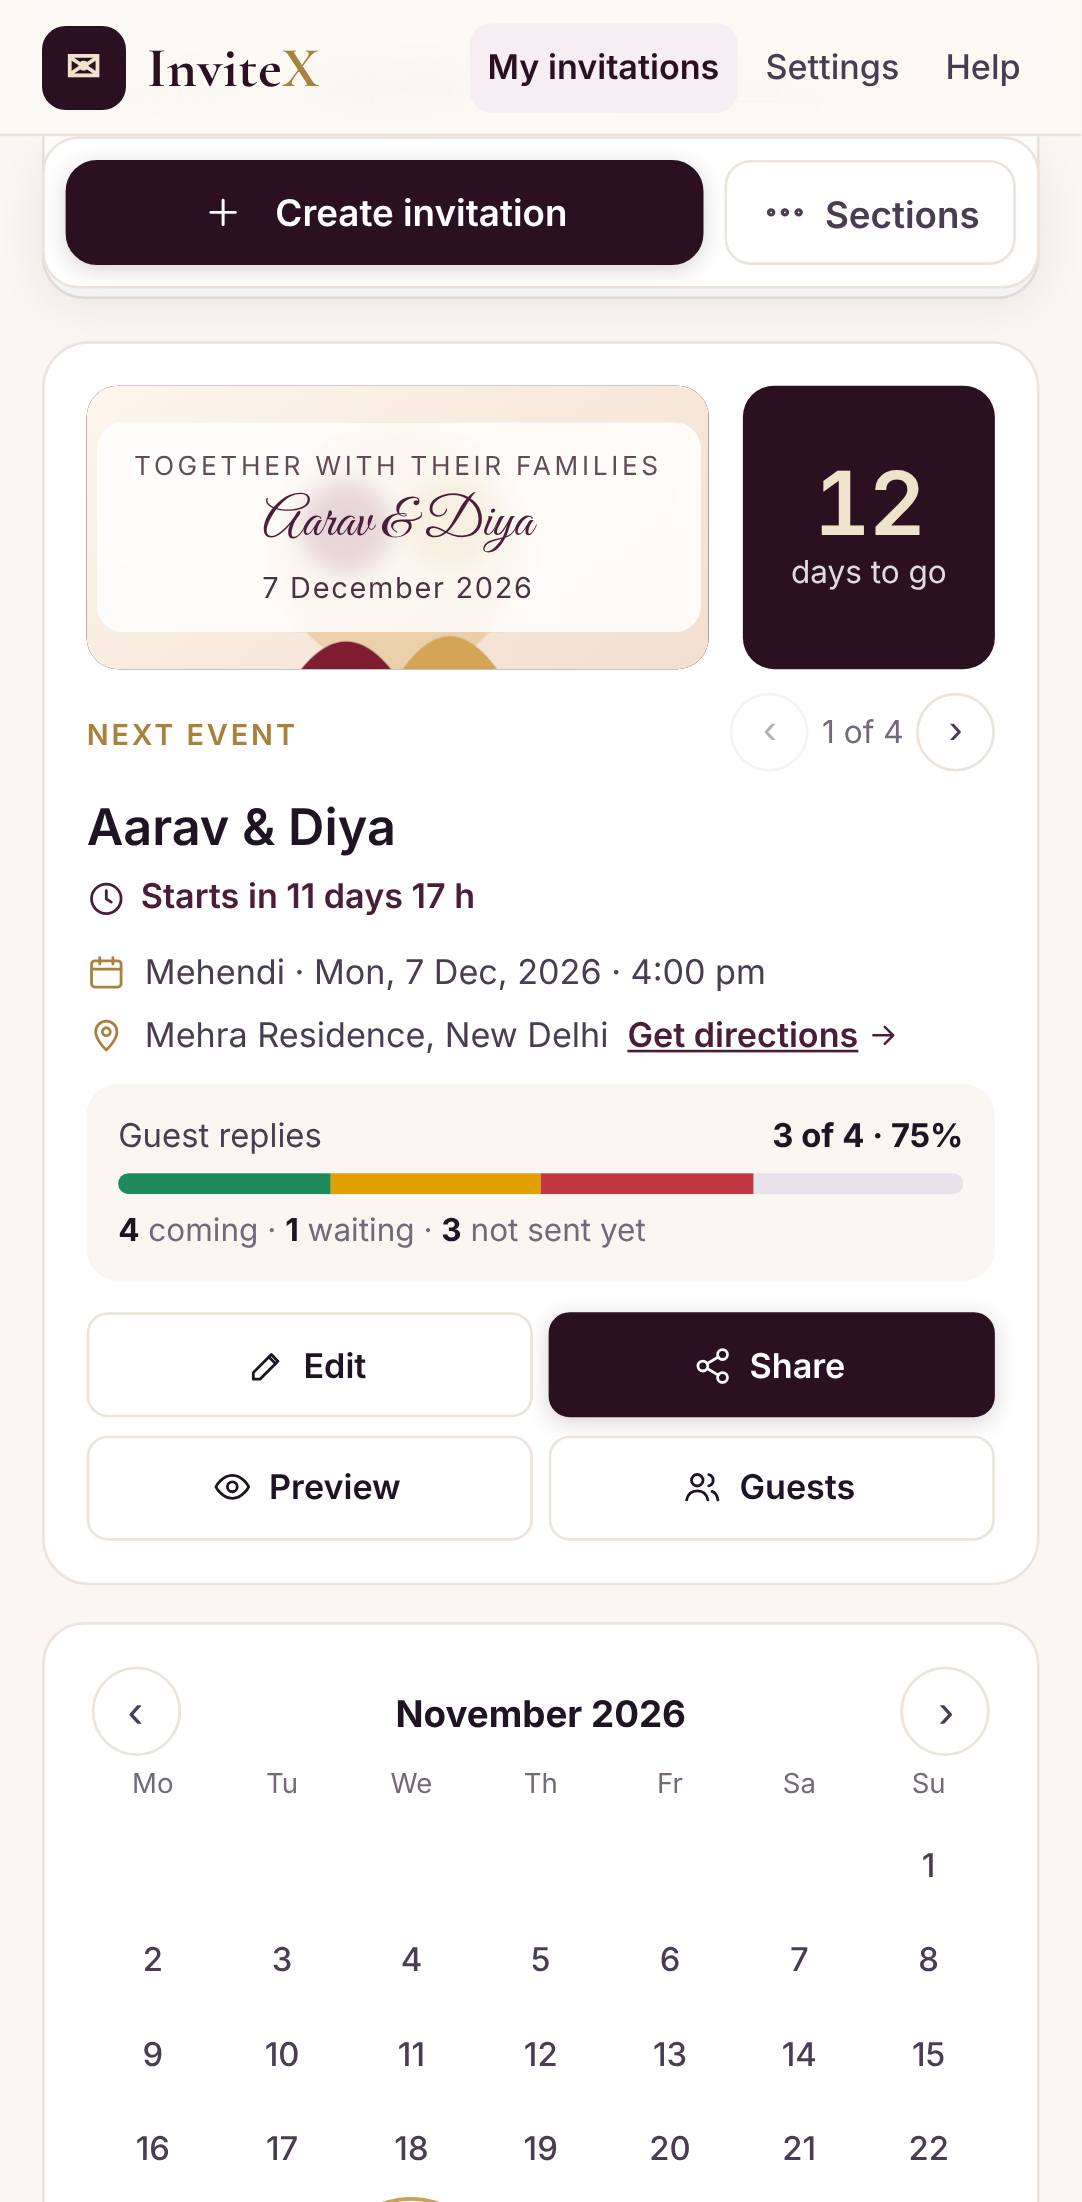 InviteX
My invitations
Settings
Help
Create invitation
Sections
TOGETHER WITH THEIR FAMILIES
Aarav & Diya
7 December 2026
12
days to go
NEXT EVENT
1 of 4
Aarav & Diya
Starts in 11 days 17 h
Mehendi · Mon, 7 Dec, 2026 · 4:00 pm
Mehra Residence, New Delhi Get directions →
Guest replies
3 of 4 · 75%
4 coming · 1 waiting · 3 not sent yet
Edit
Share
Preview
Guests
November 2026
Mo Tu We Th Fr Sa Su
1
2 3 4 5 6 7 8
9 10 11 12 13 14 15
16 17 18 19 20 21 22